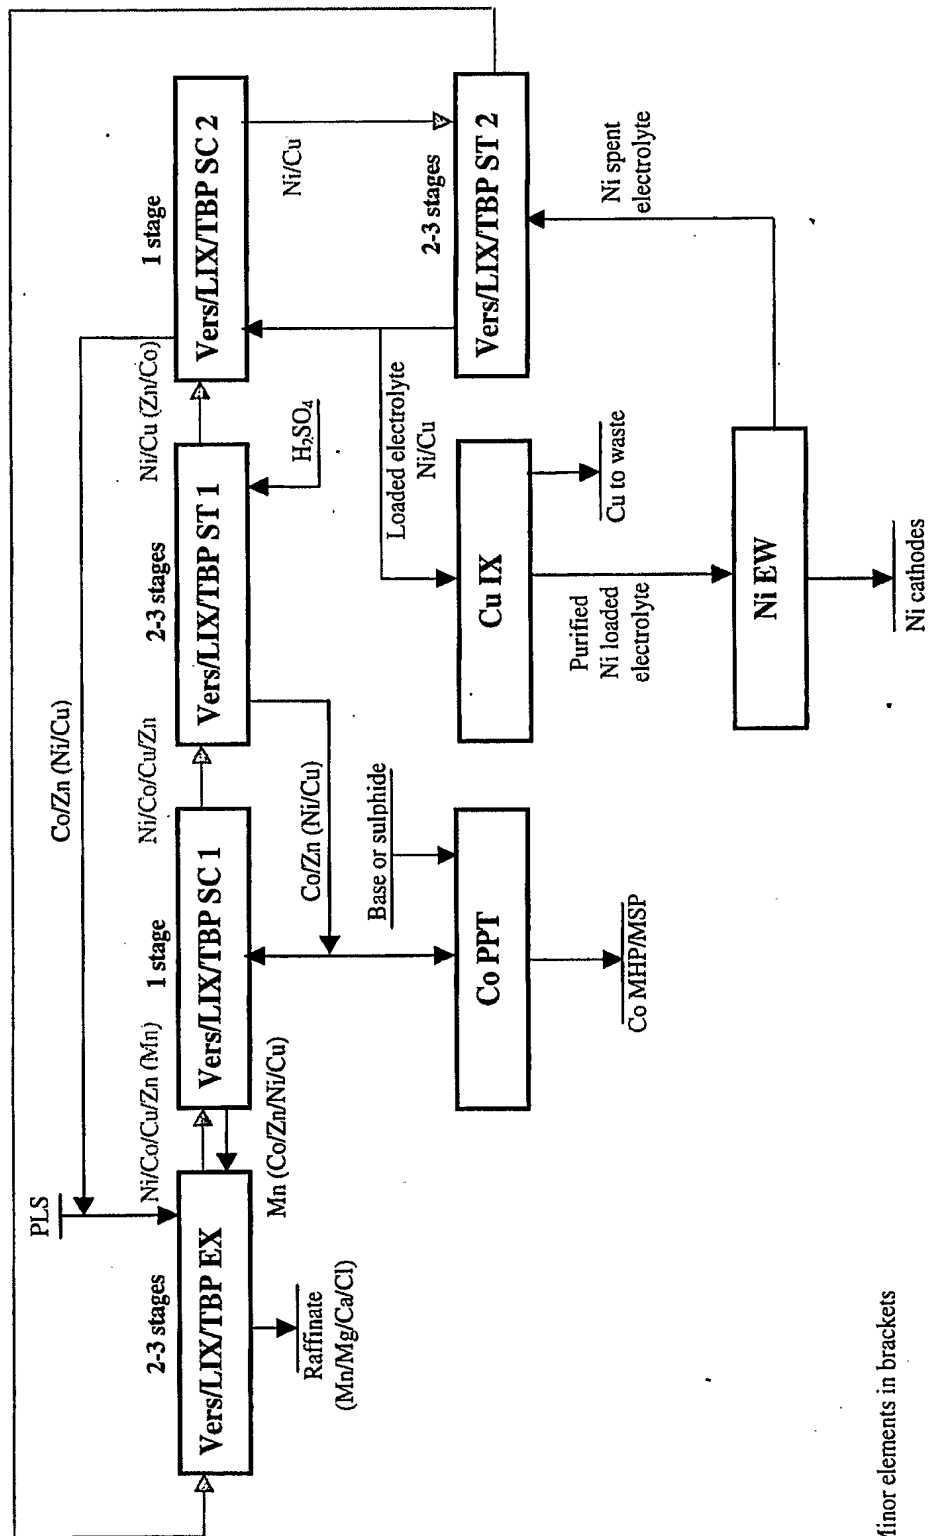 Co/Zn (Ni/Cu)
PLS
2-3 stages
Vers/LIX/TBP EX
Raffinate
(Mn/Mg/Ca/Cl)
Ni/Co/Cu/Zn (Mn)
Mn (Co/Zn/Ni/Cu)
1 stage
Vers/LIX/TBP SC 1
Ni/Co/Cu/Zn
2-3 stages
Vers/LIX/TBP ST 1
Co/Zn (Ni/Cu)
H₂SO₄
Ni/Cu (Zn/Co)
1 stage
Vers/LIX/TBP SC 2
Ni/Cu
2-3 stages
Vers/LIX/TBP ST 2
Ni spent
electrolyte
Loaded electrolyte
Ni/Cu
Base or sulphide
Co PPT
Co MHP/MSP
Cu IX
Cu to waste
Purified
Ni loaded
electrolyte
Ni EW
Ni cathodes
elements in brackets